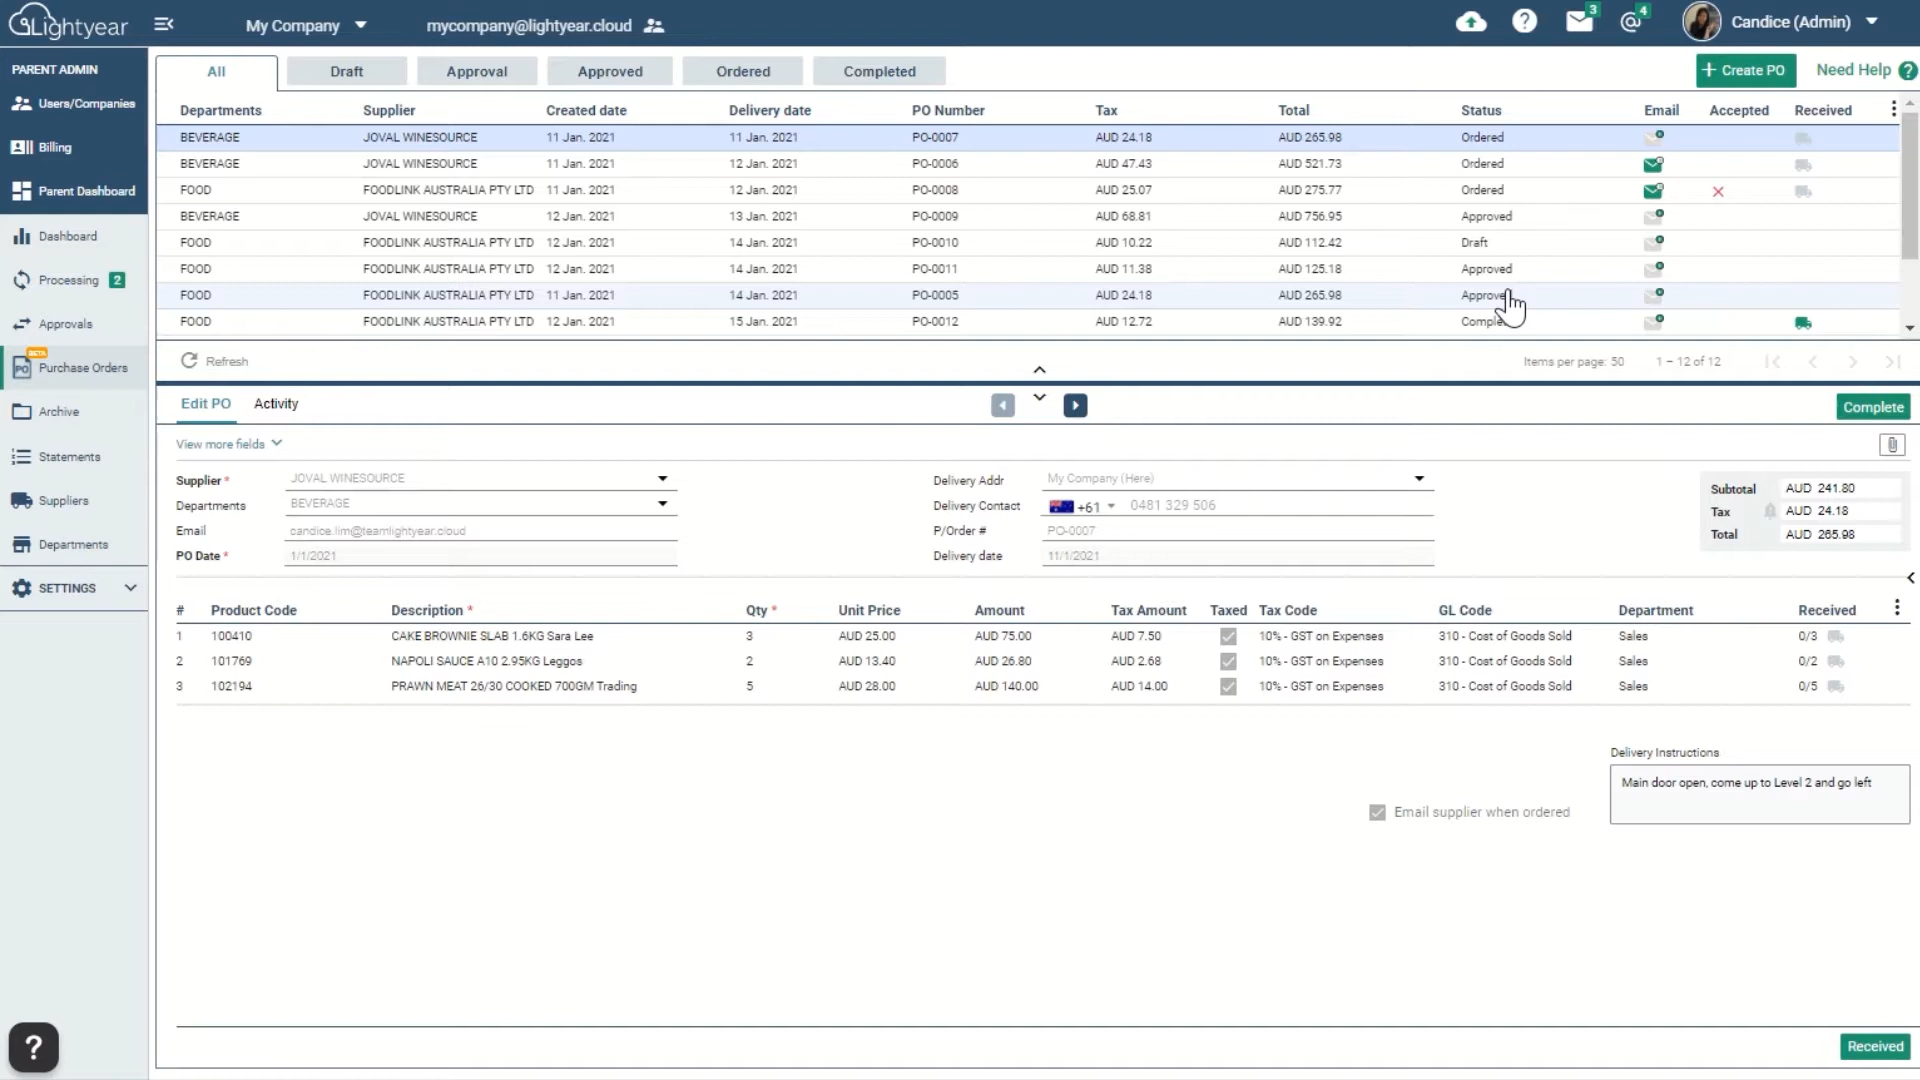 Lightyear
My Company
mycompany@lightyear.cloud
3
4
Candice (Admin)
PARENT ADMIN
Users/Companies
Billing
Parent Dashboard
Dashboard
Processing 2
Approvals
BETA
PO Purchase Orders
Archive
Statements
Suppliers
Departments
SETTINGS
?
All Draft Approval Approved Ordered Completed + Create PO Need Help ?
Departments Supplier Created date Delivery date PO Number Tax Total Status Email Accepted Received
BEVERAGE JOVAL WINESOURCE 11 Jan. 2021 11 Jan. 2021 PO-0007 AUD 24.18 AUD 265.98 Ordered
BEVERAGE JOVAL WINESOURCE 11 Jan. 2021 12 Jan. 2021 PO-0006 AUD 47.43 AUD 521.73 Ordered
FOOD FOODLINK AUSTRALIA PTY LTD 11 Jan. 2021 12 Jan. 2021 PO-0008 AUD 25.07 AUD 275.77 Ordered
BEVERAGE JOVAL WINESOURCE 12 Jan. 2021 13 Jan. 2021 PO-0009 AUD 68.81 AUD 756.95 Approved
FOOD FOODLINK AUSTRALIA PTY LTD 12 Jan. 2021 14 Jan. 2021 PO-0010 AUD 10.22 AUD 112.42 Draft
FOOD FOODLINK AUSTRALIA PTY LTD 12 Jan. 2021 14 Jan. 2021 PO-0011 AUD 11.38 AUD 125.18 Approved
FOOD FOODLINK AUSTRALIA PTY LTD 11 Jan. 2021 14 Jan. 2021 PO-0005 AUD 24.18 AUD 265.98 Approve
FOOD FOODLINK AUSTRALIA PTY LTD 12 Jan. 2021 15 Jan. 2021 PO-0012 AUD 12.72 AUD 139.92 Comple
Refresh Items per page: 50 1 – 12 of 12
Edit PO Activity Complete
View more fields
Supplier * JOVAL WINESOURCE Delivery Addr My Company (Here) Subtotal AUD 241.80
Departments BEVERAGE Delivery Contact +61 0481 329 506 Tax AUD 24.18
Email candice.lim@teamlightyear.cloud P/Order # PO-0007 Total AUD 265.98
PO Date * 1/1/2021 Delivery date 11/1/2021
# Product Code Description * Qty * Unit Price Amount Tax Amount Taxed Tax Code GL Code Department Received
1 100410 CAKE BROWNIE SLAB 1.6KG Sara Lee 3 AUD 25.00 AUD 75.00 AUD 7.50 10% - GST on Expenses 310 - Cost of Goods Sold Sales 0/3
2 101769 NAPOLI SAUCE A10 2.95KG Leggos 2 AUD 13.40 AUD 26.80 AUD 2.68 10% - GST on Expenses 310 - Cost of Goods Sold Sales 0/2
3 102194 PRAWN MEAT 26/30 COOKED 700GM Trading 5 AUD 28.00 AUD 140.00 AUD 14.00 10% - GST on Expenses 310 - Cost of Goods Sold Sales 0/5
Delivery Instructions
Main door open, come up to Level 2 and go left
Email supplier when ordered
Received